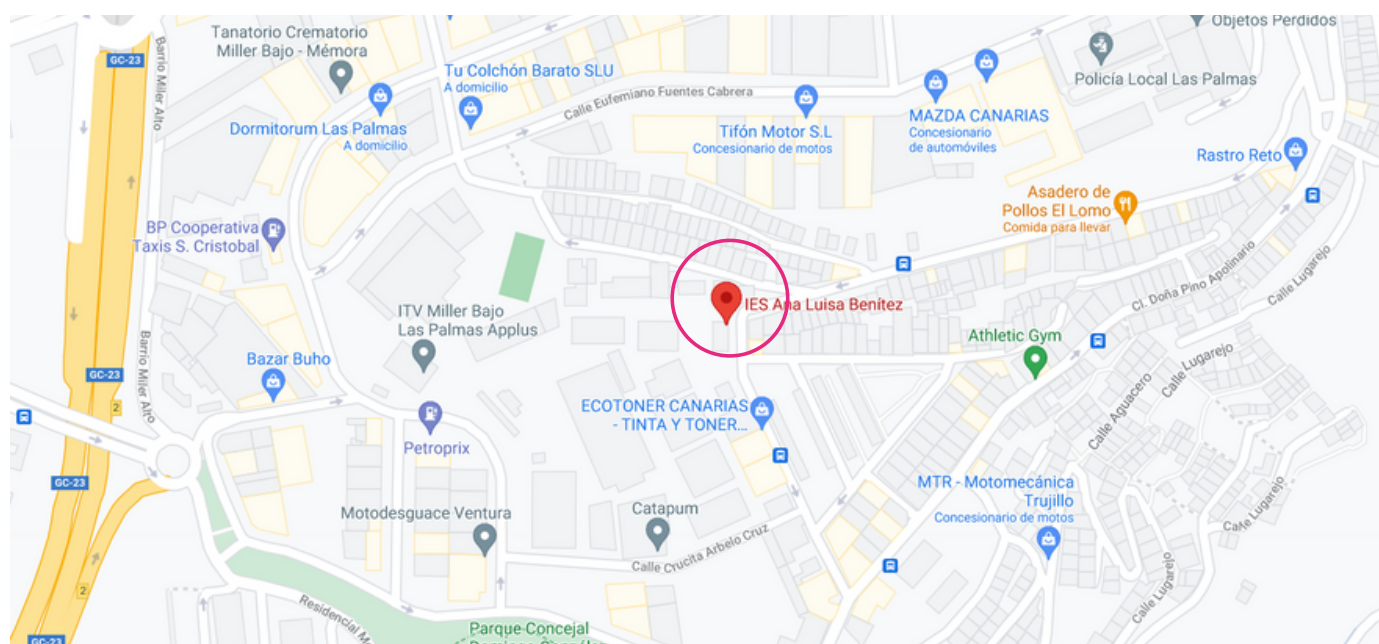 Objetos Perdidos
Tanatorio Crematorio
Miller Bajo - Mémora
GC-23
Barrio Miler Alto
Tu Colchón Barato SLU
A domicilio
Policía Local Las Palmas
Calle Eufemiano Fuentes Cabrera
Dormitorum Las Palmas
A domicilio
Tifón Motor S.L
Concesionario de motos
MAZDA CANARIAS
Concesionario
de automóviles
Rastro Reto
Asadero de
Pollos El Lomo
Comida para llevar
BP Cooperativa
Taxis S. Cristobal
Cl. Doña Pino Apolinario
Calle Lugarejo
IES Ana Luisa Benítez
ITV Miller Bajo
Las Palmas Applus
Athletic Gym
Bazar Buho
Barrio Miler Alto
GC-23
2
Calle Lugarejo
Calle Aguacero
ECOTONER CANARIAS
- TINTA Y TONER...
Petroprix
GC-23
MTR - Motomecánica
Trujillo
Concesionario de motos
Motodesguace Ventura
Catapum
Calle Lugarejo
Calle Crucita Arbelo Cruz
2
Calle Lugarejo
Residencial
Parque Concejal
GC-23